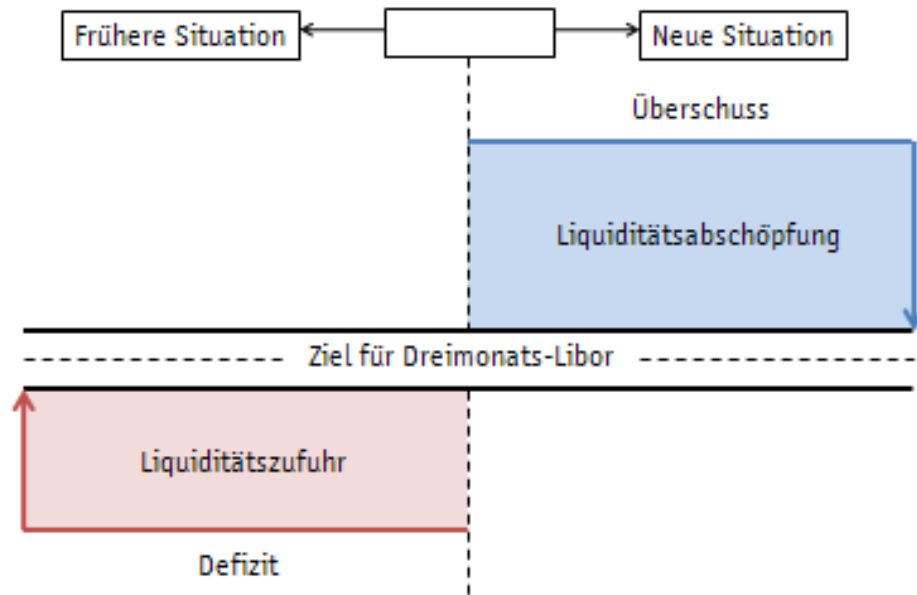 Frühere Situation
Neue Situation
Überschuss
Liquiditätsabschöpfung
Ziel für Dreimonats-Libor
Liquiditätszufuhr
Defizit